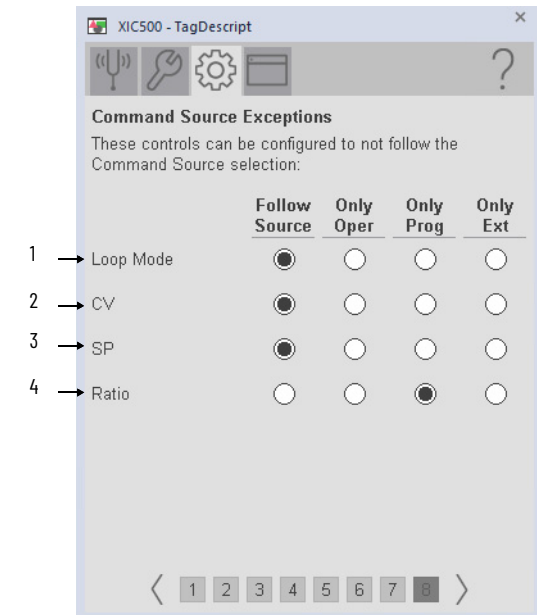 XIC500 - TagDescript
Command Source Exceptions
These controls can be configured to not follow the
Command Source selection:
Follow Source Only Oper Only Prog Only Ext
1 Loop Mode
2 CV
3 SP
4 Ratio
1 2 3 4 5 6 7 8